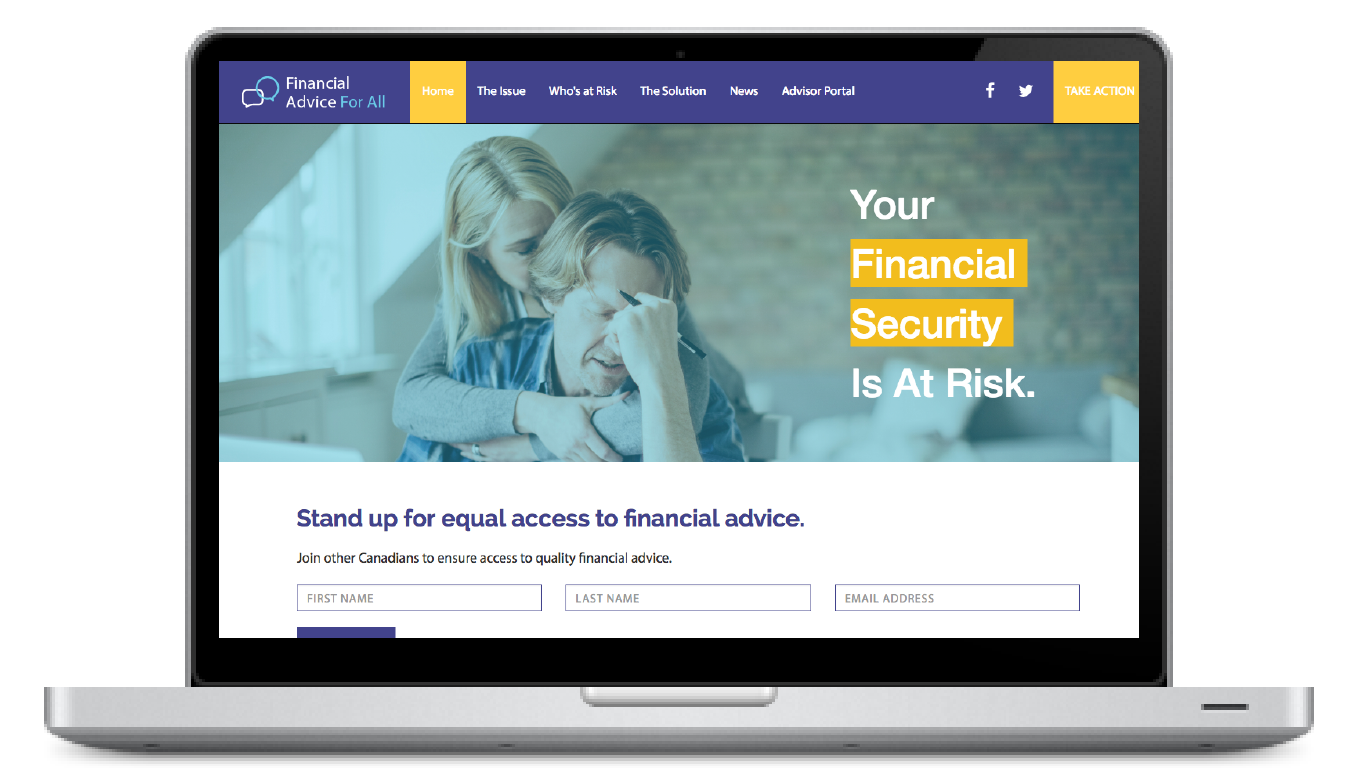 Financial
Advice For All
Home
The Issue
Who's at Risk
The Solution
News
Advisor Portal
TAKE ACTION
Your
Financial
Security
Is At Risk.
Stand up for equal access to financial advice.
Join other Canadians to ensure access to quality financial advice.
FIRST NAME
LAST NAME
EMAIL ADDRESS